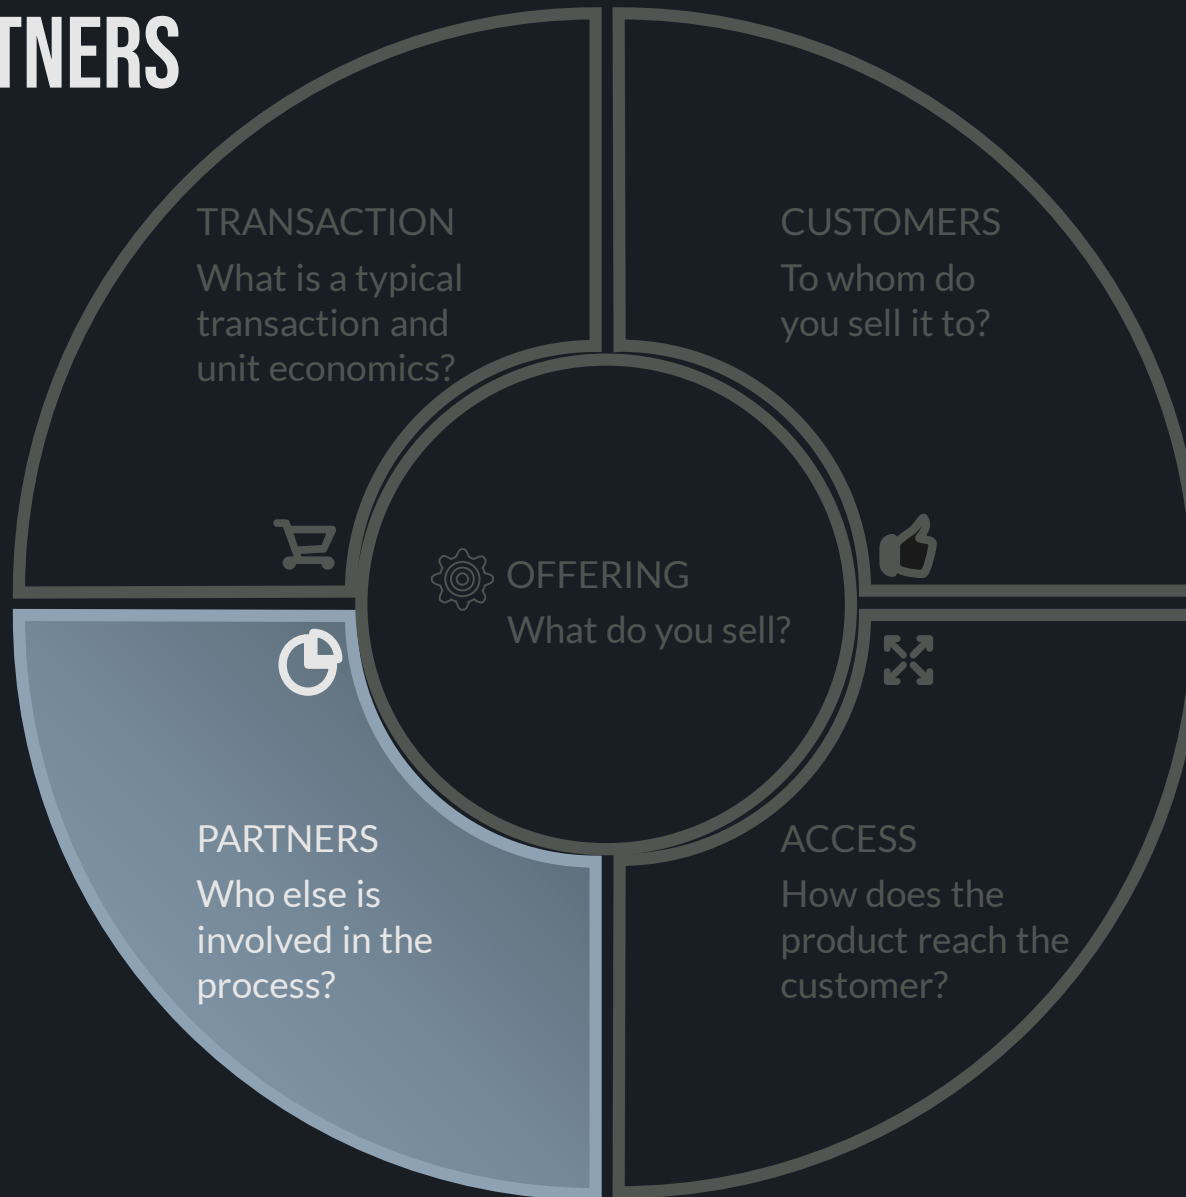 TNERS
TRANSACTION
What is a typical
transaction and
unit economics?
CUSTOMERS
To whom do
you sell it to?
OFFERING
What do you sell?
PARTNERS
Who else is
involved in the
process?
ACCESS
How does the
product reach the
customer?